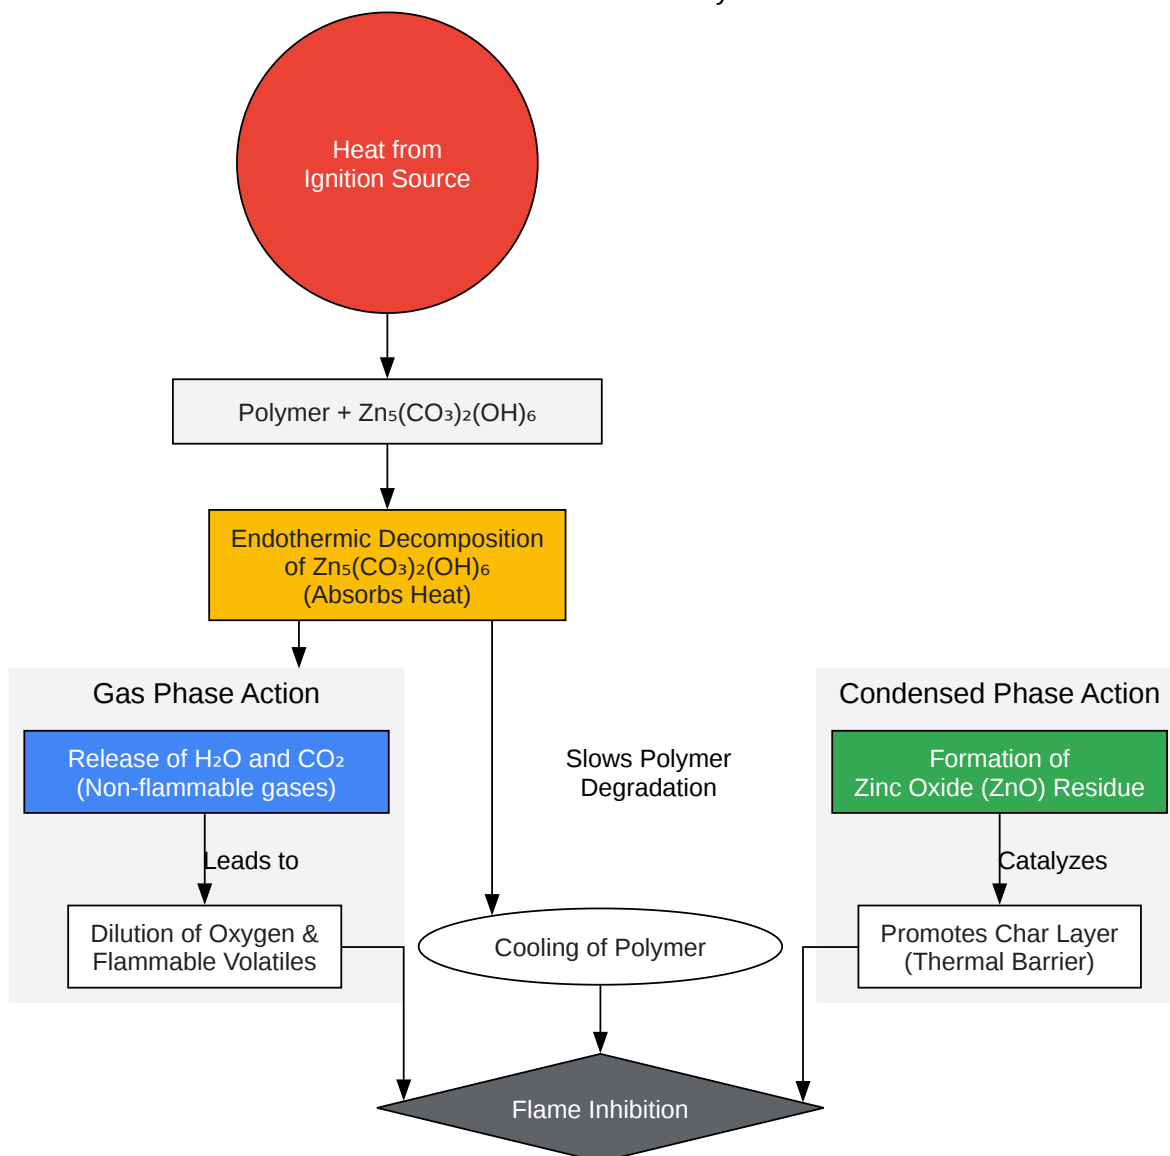 Heat from
Ignition Source
Polymer + Zn₅(CO₃)₂(OH)₆
Endothermic Decomposition
of Zn₅(CO₃)₂(OH)₆
(Absorbs Heat)
Gas Phase Action
Condensed Phase Action
Release of H₂O and CO₂
(Non-flammable gases)
Slows Polymer
Degradation
Formation of
Zinc Oxide (ZnO) Residue
Leads to
Catalyzes
Dilution of Oxygen &
Flammable Volatiles
Cooling of Polymer
Promotes Char Layer
(Thermal Barrier)
Flame Inhibition